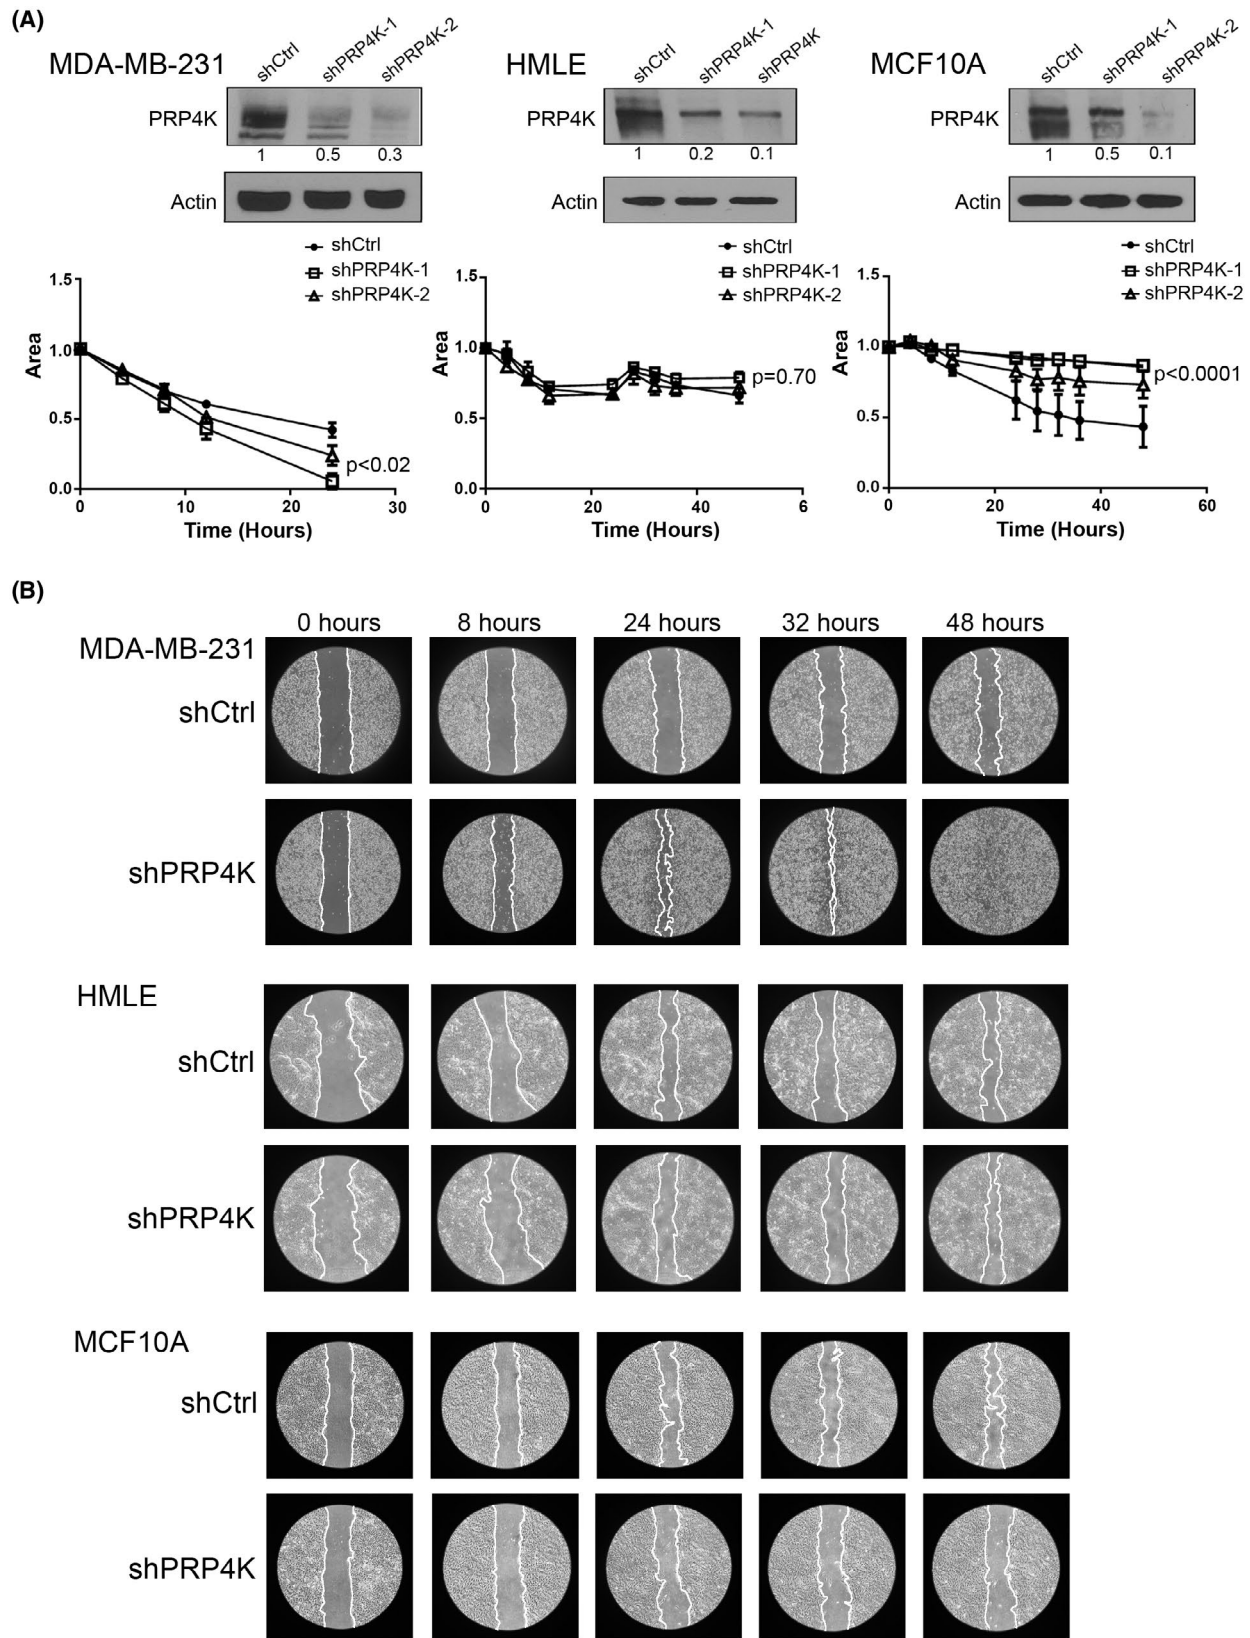 (A)
MDA-MB-231
shCtrl
shPRP4K-1
shPRP4K-2
PRP4K
1 0.5 0.3
Actin
shCtrl
shPRP4K-1
shPRP4K-2
1.5
1.0
0.5
0.0
Area
p<0.02
0 10 20 30
Time (Hours)
HMLE
shCtrl
shPRP4K-1
shPRP4K
PRP4K
1 0.2 0.1
Actin
shCtrl
shPRP4K-1
shPRP4K-2
1.5
1.0
0.5
0.0
Area
p=0.70
0 20 40 6
Time (Hours)
MCF10A
shCtrl
shPRP4K-1
shPRP4K-2
PRP4K
1 0.5 0.1
Actin
shCtrl
shPRP4K-1
shPRP4K-2
1.5
1.0
0.5
0.0
Area
p<0.0001
0 20 40 60
Time (Hours)
(B)
0 hours 8 hours 24 hours 32 hours 48 hours
MDA-MB-231
shCtrl
shPRP4K
HMLE
shCtrl
shPRP4K
MCF10A
shCtrl
shPRP4K